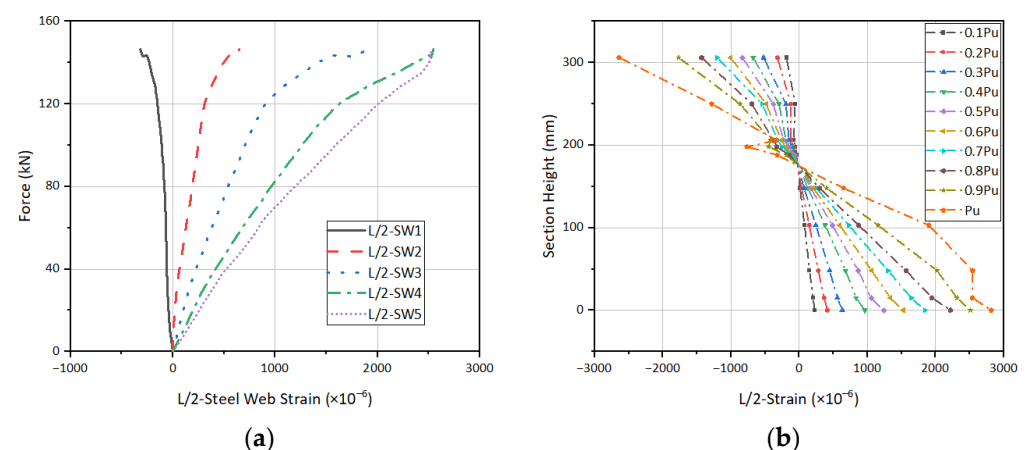 160
120
80
40
0
Force (kN)
L/2-SW1
L/2-SW2
L/2-SW3
L/2-SW4
L/2-SW5
−1000
0
1000
2000
3000
L/2-Steel Web Strain (×10⁻⁶)
(a)
300
200
100
0
Section Height (mm)
0.1Pu
0.2Pu
0.3Pu
0.4Pu
0.5Pu
0.6Pu
0.7Pu
0.8Pu
0.9Pu
Pu
−3000
−2000
−1000
0
1000
2000
3000
L/2-Strain (×10⁻⁶)
(b)